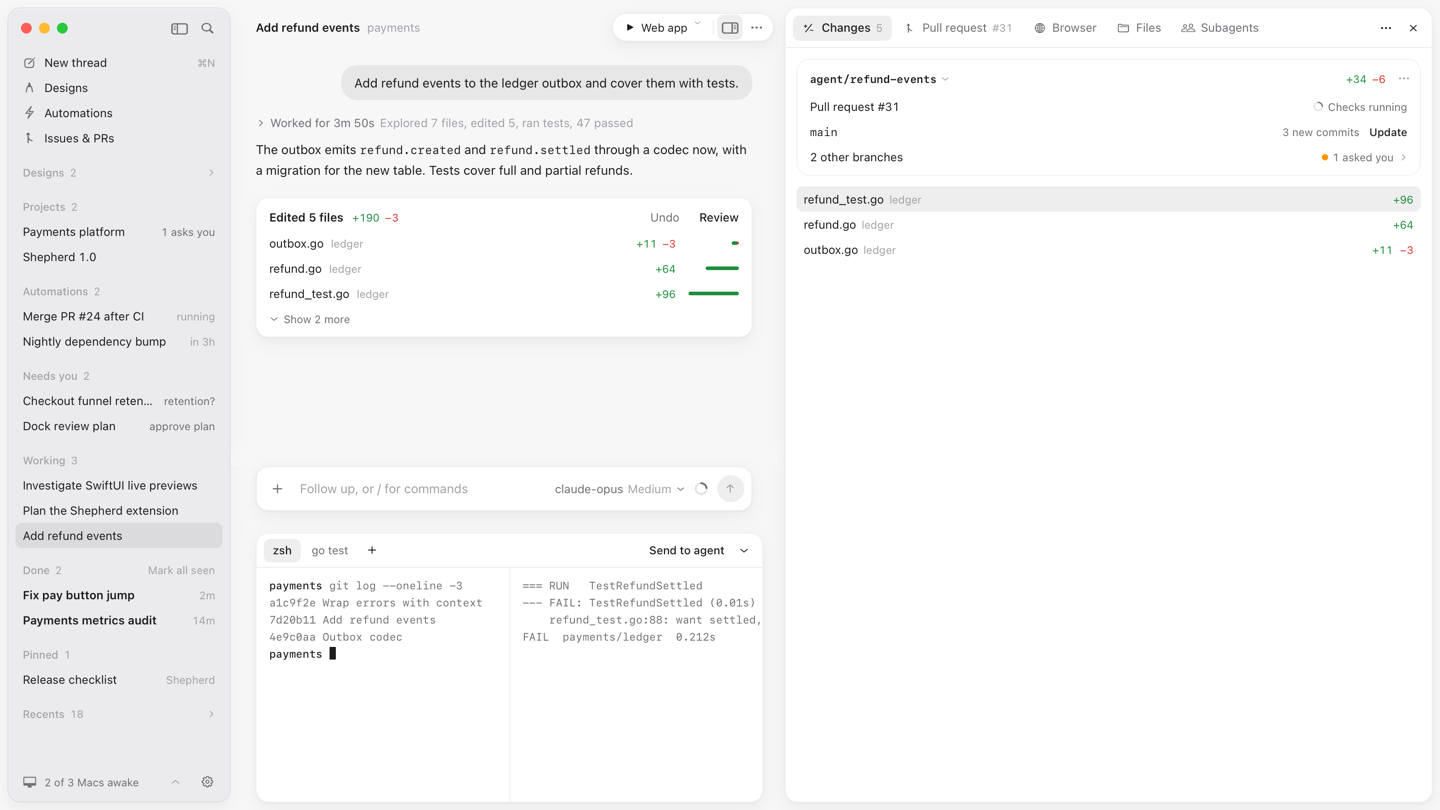 New thread ⌘N
Designs
Automations
Issues & PRs
Designs 2
Projects 2
Payments platform 1 asks you
Shepherd 1.0
Automations 2
Merge PR #24 after CI running
Nightly dependency bump in 3h
Needs you 2
Checkout funnel reten... retention?
Dock review plan approve plan
Working 3
Investigate SwiftUI live previews
Plan the Shepherd extension
Add refund events
Done 2 Mark all seen
Fix pay button jump 2m
Payments metrics audit 14m
Pinned 1
Release checklist Shepherd
Recents 18
2 of 3 Macs awake
Add refund events payments Web app
Add refund events to the ledger outbox and cover them with tests.
Worked for 3m 50s Explored 7 files, edited 5, ran tests, 47 passed
The outbox emits refund.created and refund.settled through a codec now, with
a migration for the new table. Tests cover full and partial refunds.
Edited 5 files +190 −3 Undo Review
outbox.go ledger +11 −3
refund.go ledger +64
refund_test.go ledger +96
Show 2 more
Follow up, or / for commands claude-opus Medium
zsh go test + Send to agent
payments git log --oneline -3
a1c9f2e Wrap errors with context
7d20b11 Add refund events
4e9c0aa Outbox codec
payments
=== RUN TestRefundSettled
--- FAIL: TestRefundSettled (0.01s)
refund_test.go:88: want settled,
FAIL payments/ledger 0.212s
Changes 5 Pull request #31 Browser Files Subagents
agent/refund-events +34 −6
Pull request #31 Checks running
main 3 new commits Update
2 other branches 1 asked you
refund_test.go ledger +96
refund.go ledger +64
outbox.go ledger +11 −3